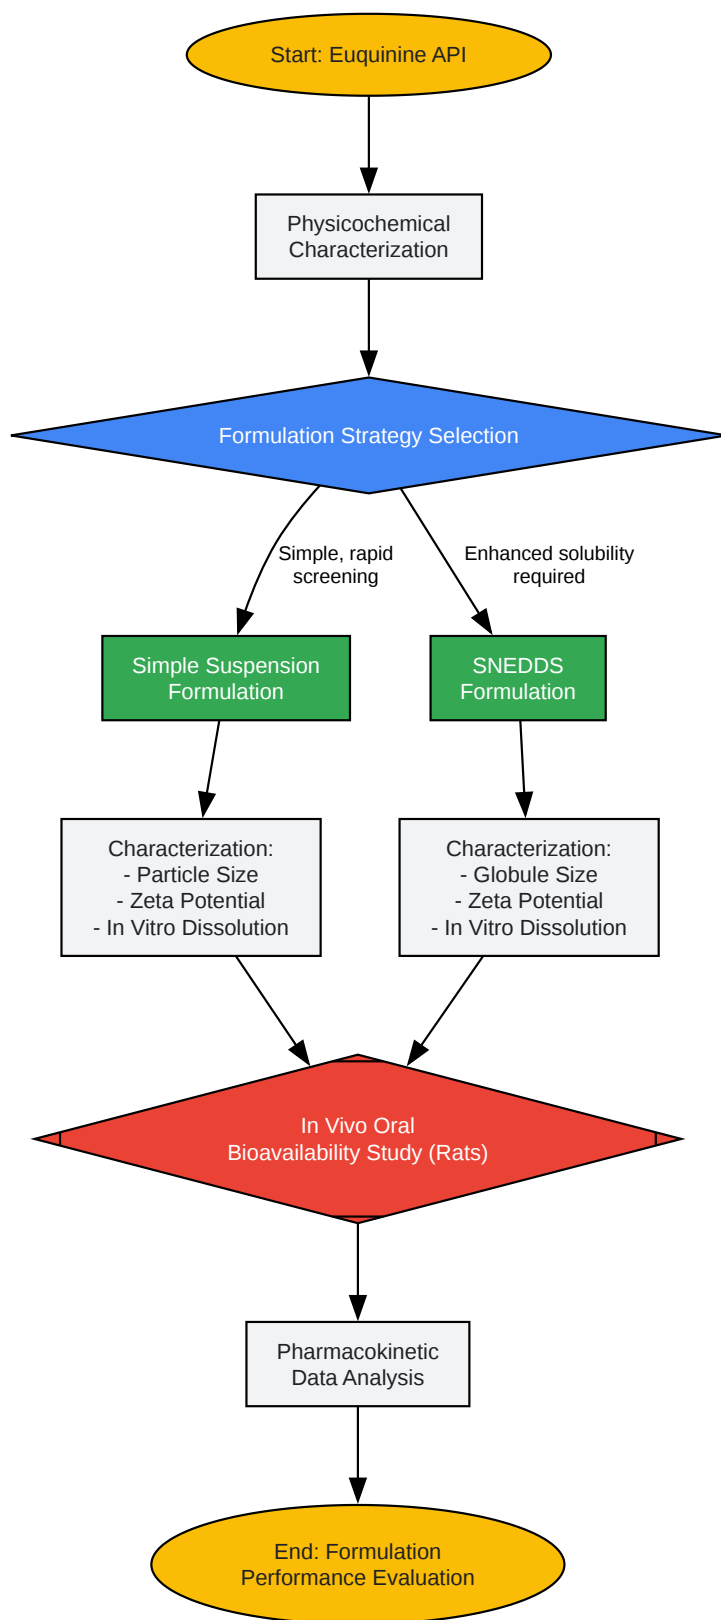 Start: Euquinine API
Physicochemical
Characterization
Formulation Strategy Selection
Simple, rapid
screening
Enhanced solubility
required
Simple Suspension
Formulation
SNEDDS
Formulation
Characterization:
- Particle Size
- Zeta Potential
- In Vitro Dissolution
Characterization:
- Globule Size
- Zeta Potential
- In Vitro Dissolution
In Vivo Oral
Bioavailability Study (Rats)
Pharmacokinetic
Data Analysis
End: Formulation
Performance Evaluation